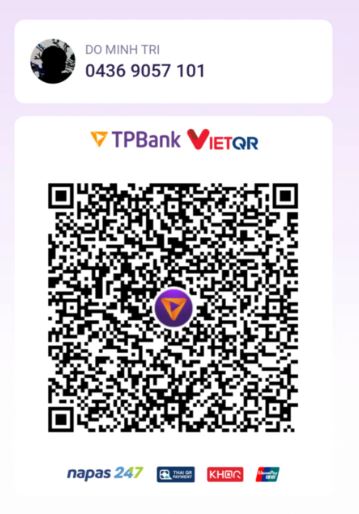 DO MINH TRI
0436 9057 101
TPBank VIETQR
napas 247 THAI QR PAYMENT KHQR UnionPay